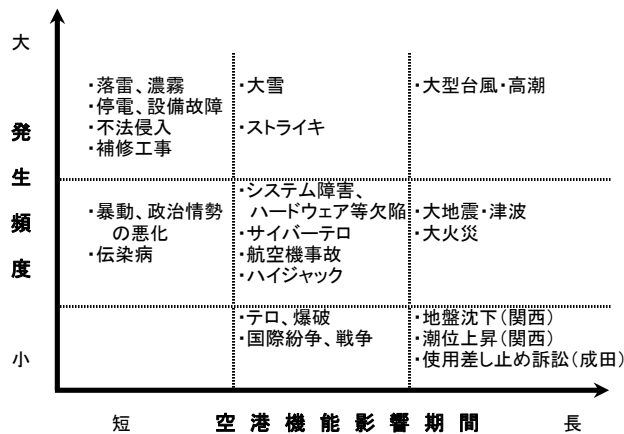 大
発
生
頻
度
小
・落雷、濃霧
・停電、設備故障
・不法侵入
・補修工事
・大雪
・ストライキ
・大型台風・高潮
・暴動、政治情勢
の悪化
・伝染病
・システム障害、
ハードウェア等欠陥
・サイバーテロ
・航空機事故
・ハイジャック
・大地震・津波
・大火災
・テロ、爆破
・国際紛争、戦争
・地盤沈下(関西)
・潮位上昇(関西)
・使用差し止め訴訟(成田)
短 空港機能影響期間 長